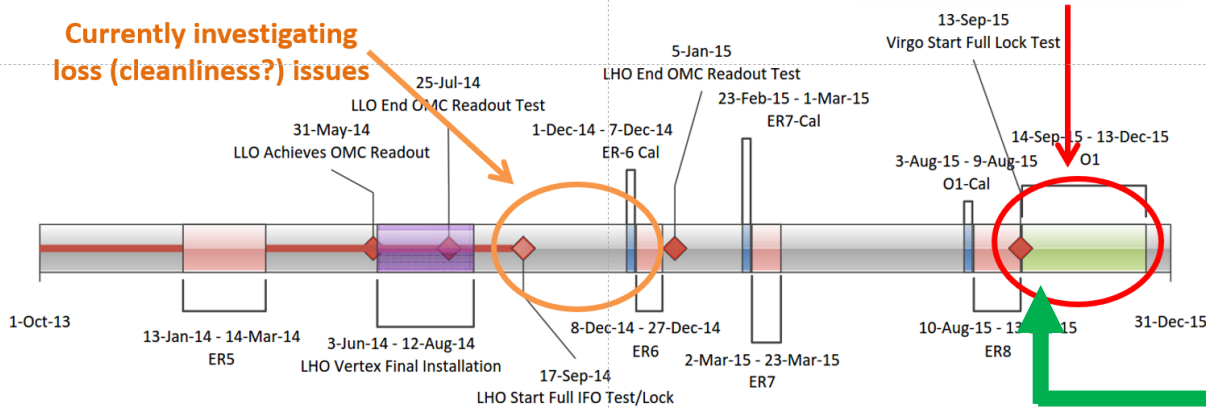 Currently investigating
loss (cleanliness?) issues
25-Jul-14
LLO End OMC Readout Test
31-May-14
LLO Achieves OMC Readout
5-Jan-15
LHO End OMC Readout Test
1-Dec-14 - 7-Dec-14
ER-6 Cal
23-Feb-15 - 1-Mar-15
ER7-Cal
13-Sep-15
Virgo Start Full Lock Test
14-Sep-15 - 13-Dec-15
O1
3-Aug-15 - 9-Aug-15
O1-Cal
1-Oct-13
13-Jan-14 - 14-Mar-14
ER5
3-Jun-14 - 12-Aug-14
LHO Vertex Final Installation
17-Sep-14
LHO Start Full IFO Test/Lock
8-Dec-14 - 27-Dec-14
ER6
2-Mar-15 - 23-Mar-15
ER7
10-Aug-15 -
ER8
31-Dec-15